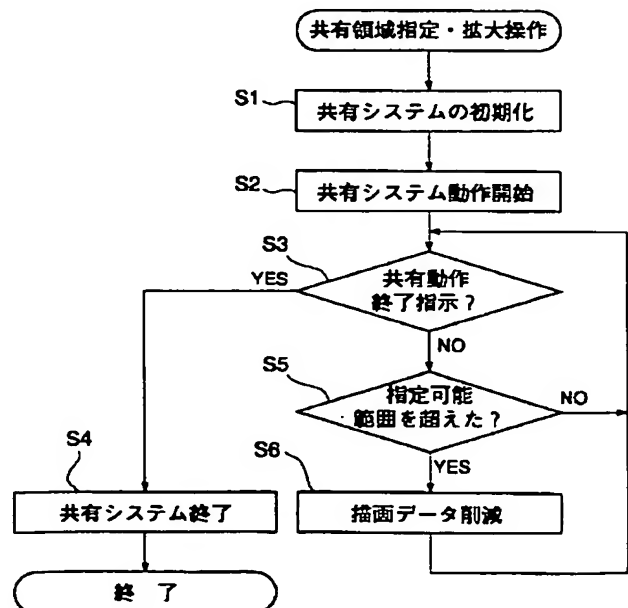 共有領域指定・拡大操作
S1
共有システムの初期化
S2
共有システム動作開始
S3
YES
共有動作
終了指示?
NO
S5
指定可能
範囲を超えた?
NO
YES
S4
共有システム終了
S6
描画データ削減
終 了